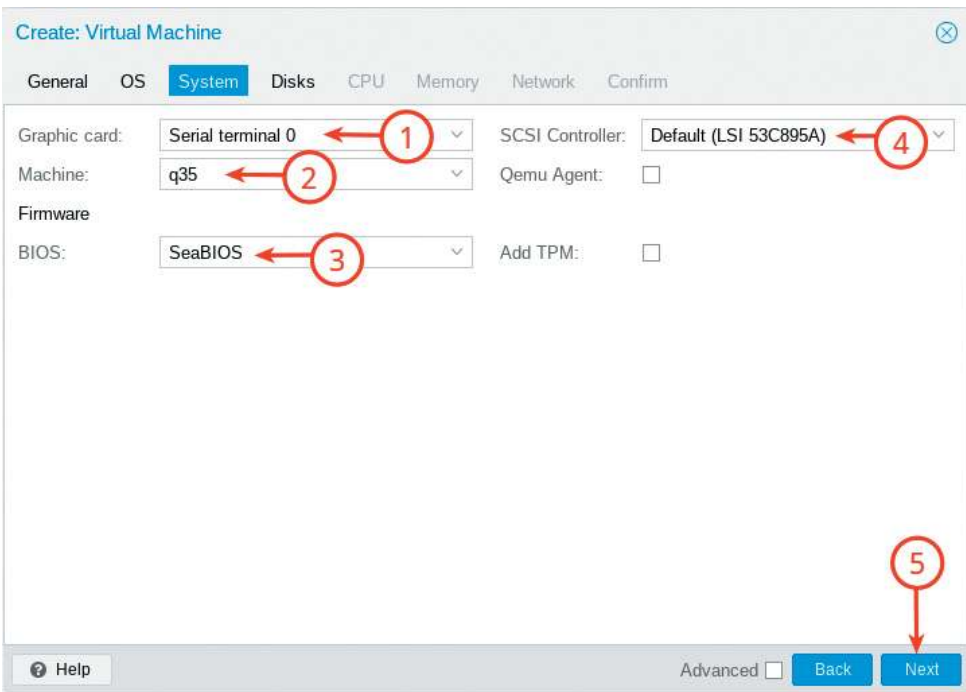 Create: Virtual Machine
General OS System Disks CPU Memory Network Confirm
Graphic card: Serial terminal 0 1 SCSI Controller: Default (LSI 53C895A) 4
Machine: q35 2 Qemu Agent:
Firmware
BIOS: SeaBIOS 3 Add TPM:
5
Help Advanced Back Next